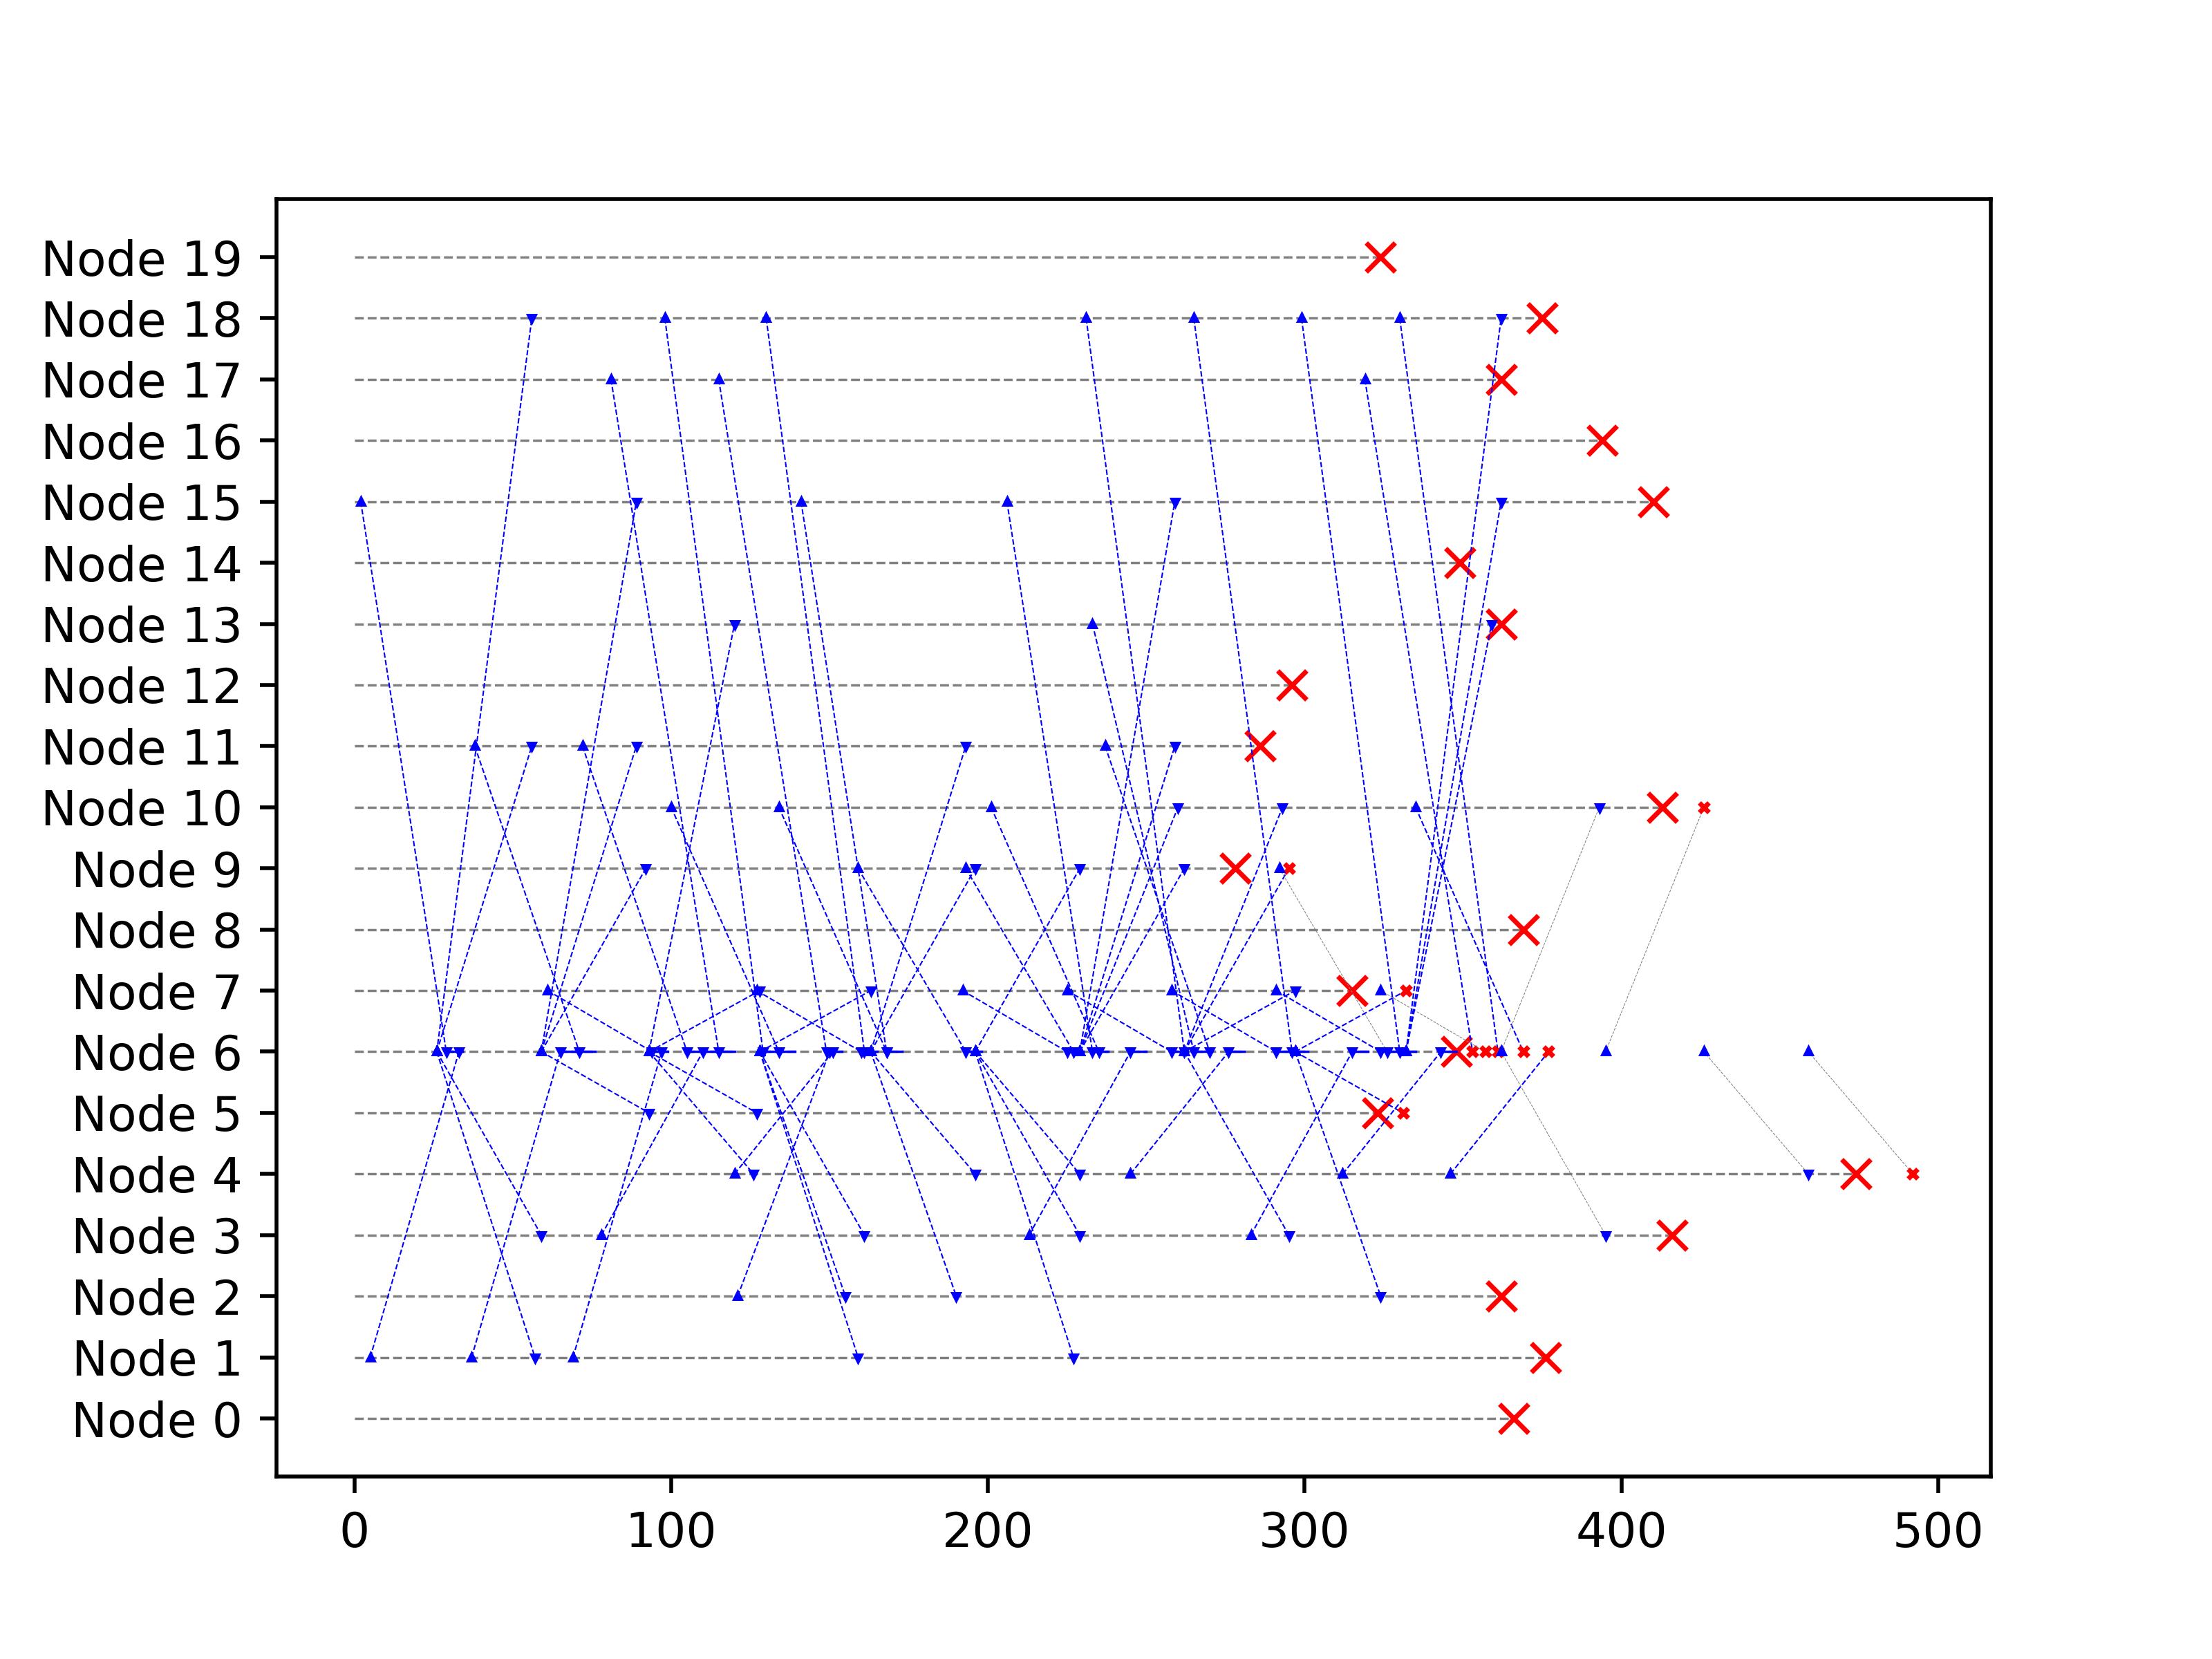 Node 19
Node 18
Node 17
Node 16
Node 15
Node 14
Node 13
Node 12
Node 11
Node 10
Node 9
Node 8
Node 7
Node 6
Node 5
Node 4
Node 3
Node 2
Node 1
Node 0
0 100 200 300 400 500